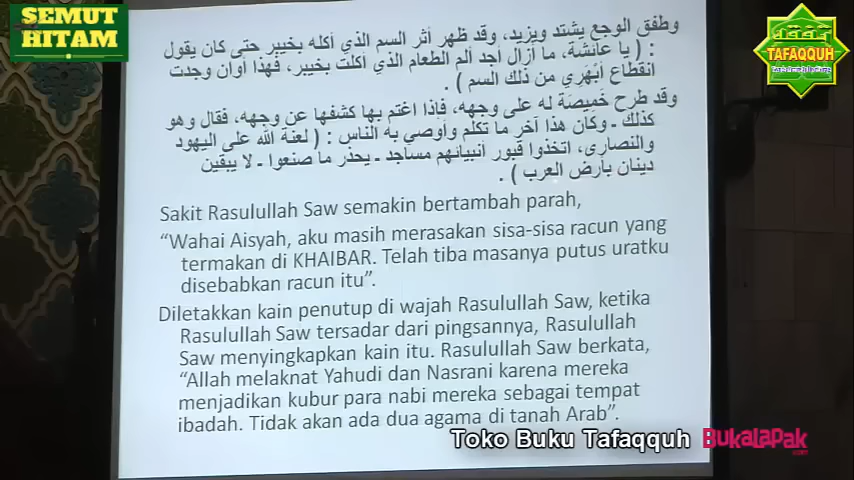 SEMUT
HITAM
TAFAQQUH
وطفق الوجع يشتد ويزيد، وقد ظهر أثر السم الذي أكله بخيبر حتى كان يقول
: ( يا عائشة، ما أزال أجد ألم الطعام الذي أكلت بخيبر، فهذا أوان وجدت
انقطاع أبْهَرِي من ذلك السم ) .
وقد طرح خَمِيصَة له على وجهه، فإذا اغتم بها كشفها عن وجهه، فقال وهو
كذلك ـ وكان هذا آخر ما تكلم وأوصي به الناس : ( لعنة الله على اليهود
والنصارى، اتخذوا قبور أنبيائهم مساجد ـ يحذر ما صنعوا ـ لا يبقين
دينان بأرض العرب ) .
Sakit Rasulullah Saw semakin bertambah parah,
“Wahai Aisyah, aku masih merasakan sisa-sisa racun yang
termakan di KHAIBAR. Telah tiba masanya putus uratku
disebabkan racun itu”.
Diletakkan kain penutup di wajah Rasulullah Saw, ketika
Rasulullah Saw tersadar dari pingsannya, Rasulullah
Saw menyingkapkan kain itu. Rasulullah Saw berkata,
“Allah melaknat Yahudi dan Nasrani karena mereka
menjadikan kubur para nabi mereka sebagai tempat
ibadah. Tidak akan ada dua agama di tanah Arab”.
Toko Buku Tafaqquh BukalapaK